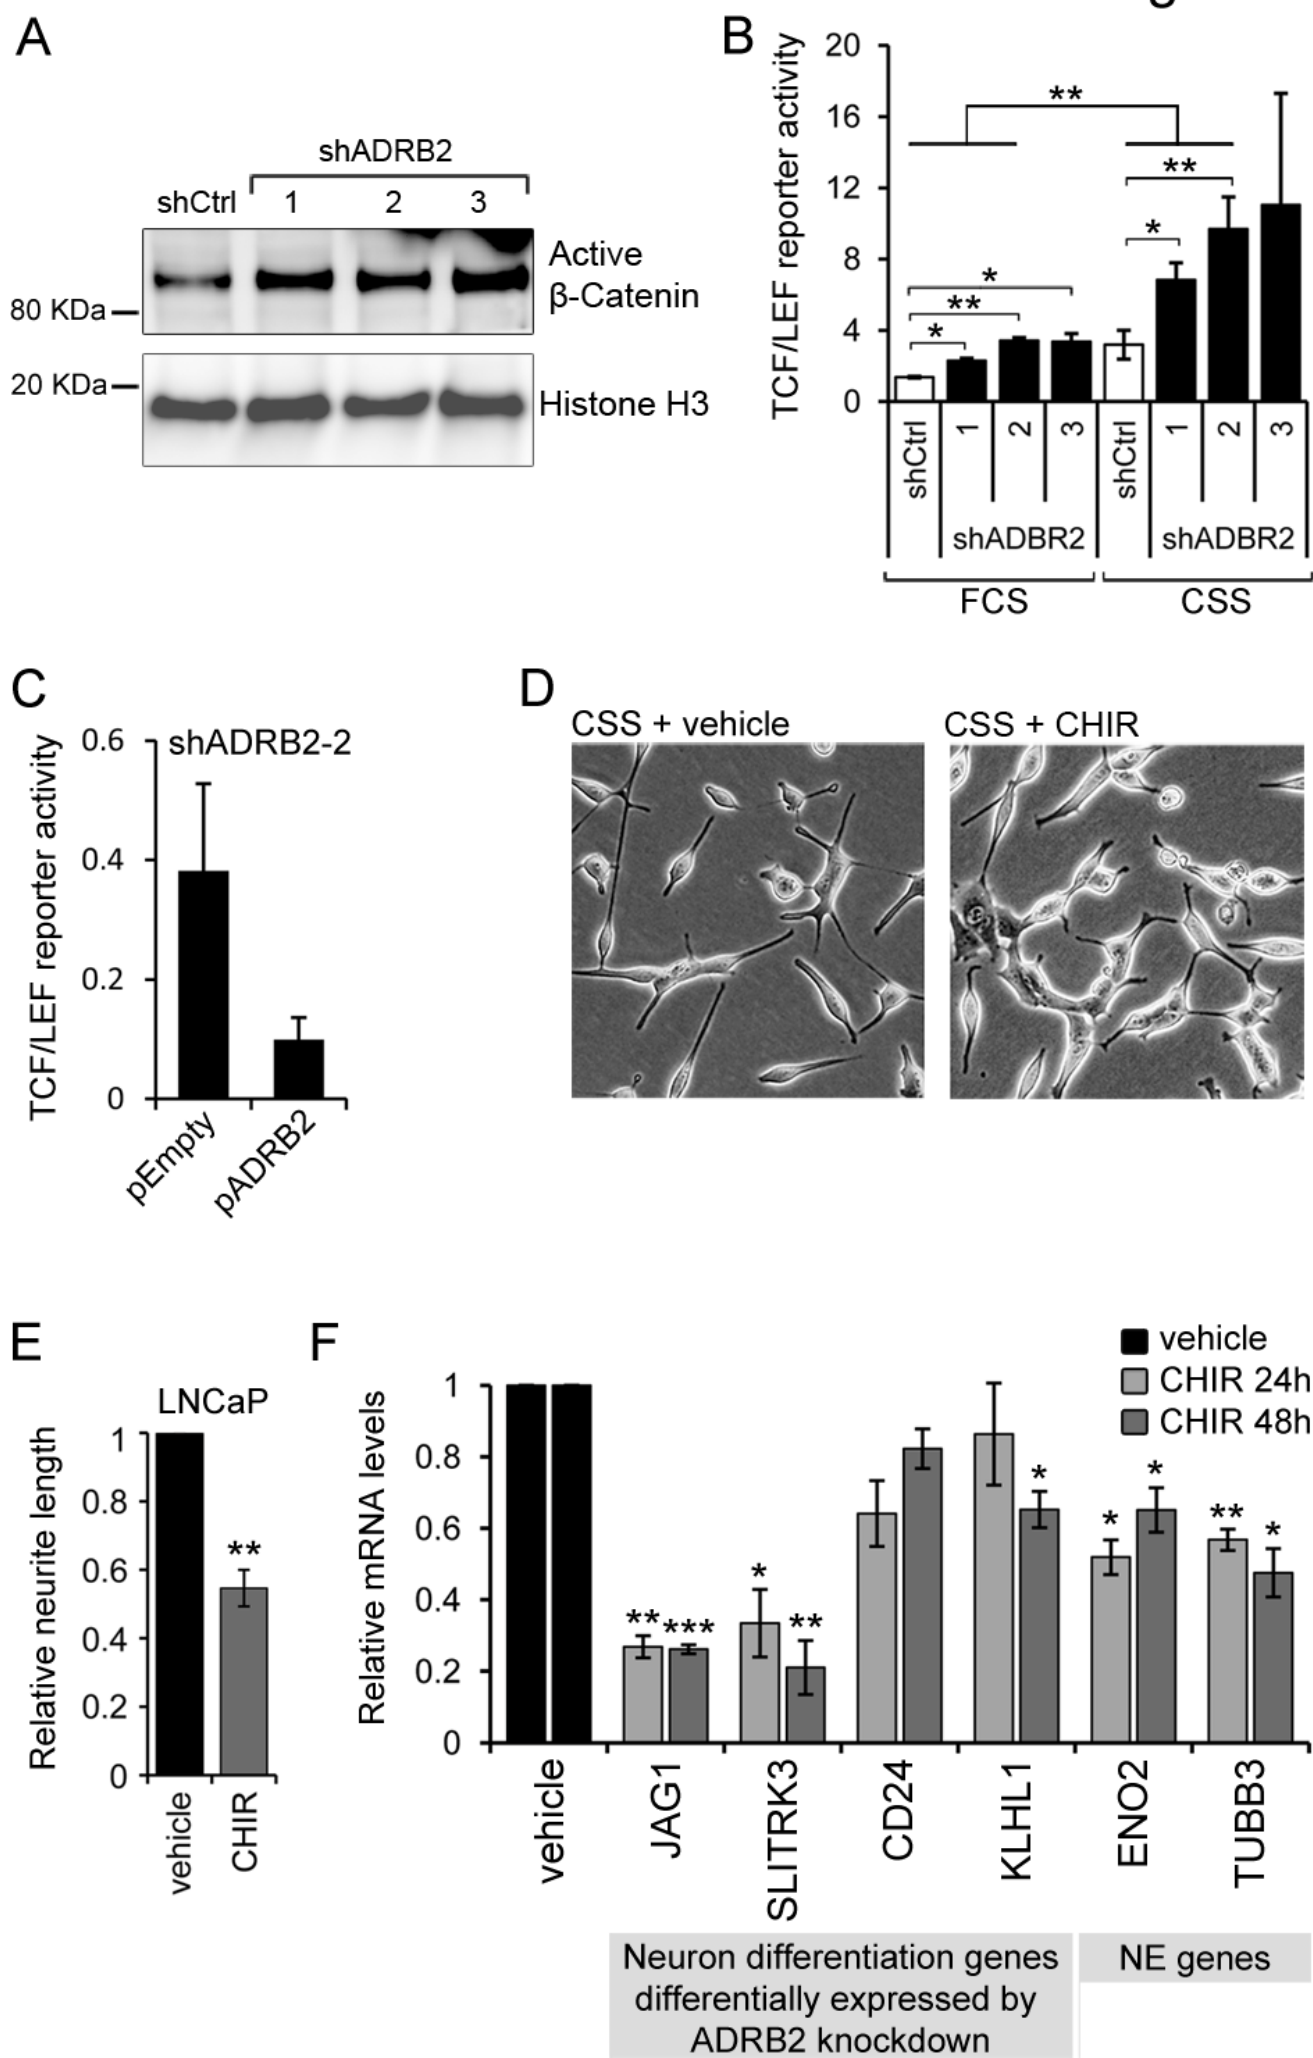 A
shADRB2
shCtrl 1 2 3
Active
β-Catenin
80 KDa
20 KDa
Histone H3
B
TCF/LEF reporter activity
20
16
12
8
4
0
**
**
*
*
**
*
shCtrl
1
2
3
shCtrl
1
2
3
shADBR2
shADBR2
FCS
CSS
C
shADRB2-2
TCF/LEF reporter activity
0.6
0.4
0.2
0
pEmpty
pADRB2
D
CSS + vehicle
CSS + CHIR
E
LNCaP
Relative neurite length
1
0.8
0.6
0.4
0.2
0
**
vehicle
CHIR
F
vehicle
CHIR 24h
CHIR 48h
Relative mRNA levels
1
0.8
0.6
0.4
0.2
0
** ***
* **
*
* *
** *
vehicle
JAG1
SLITRK3
CD24
KLHL1
ENO2
TUBB3
Neuron differentiation genes
differentially expressed by
ADRB2 knockdown
NE genes